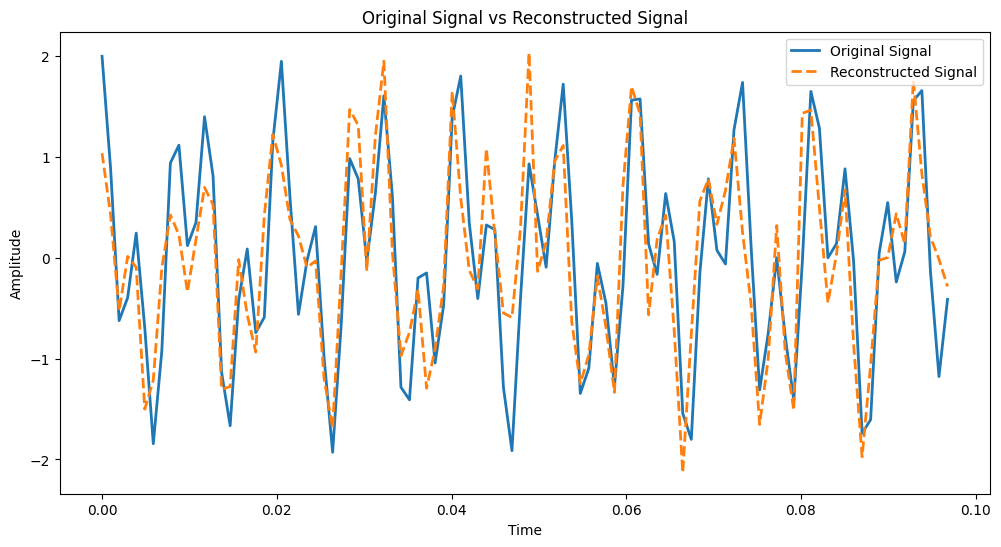 Original Signal vs Reconstructed Signal
Original Signal
Reconstructed Signal
Amplitude
2
1
0
−1
−2
0.00 0.02 0.04 0.06 0.08 0.10
Time